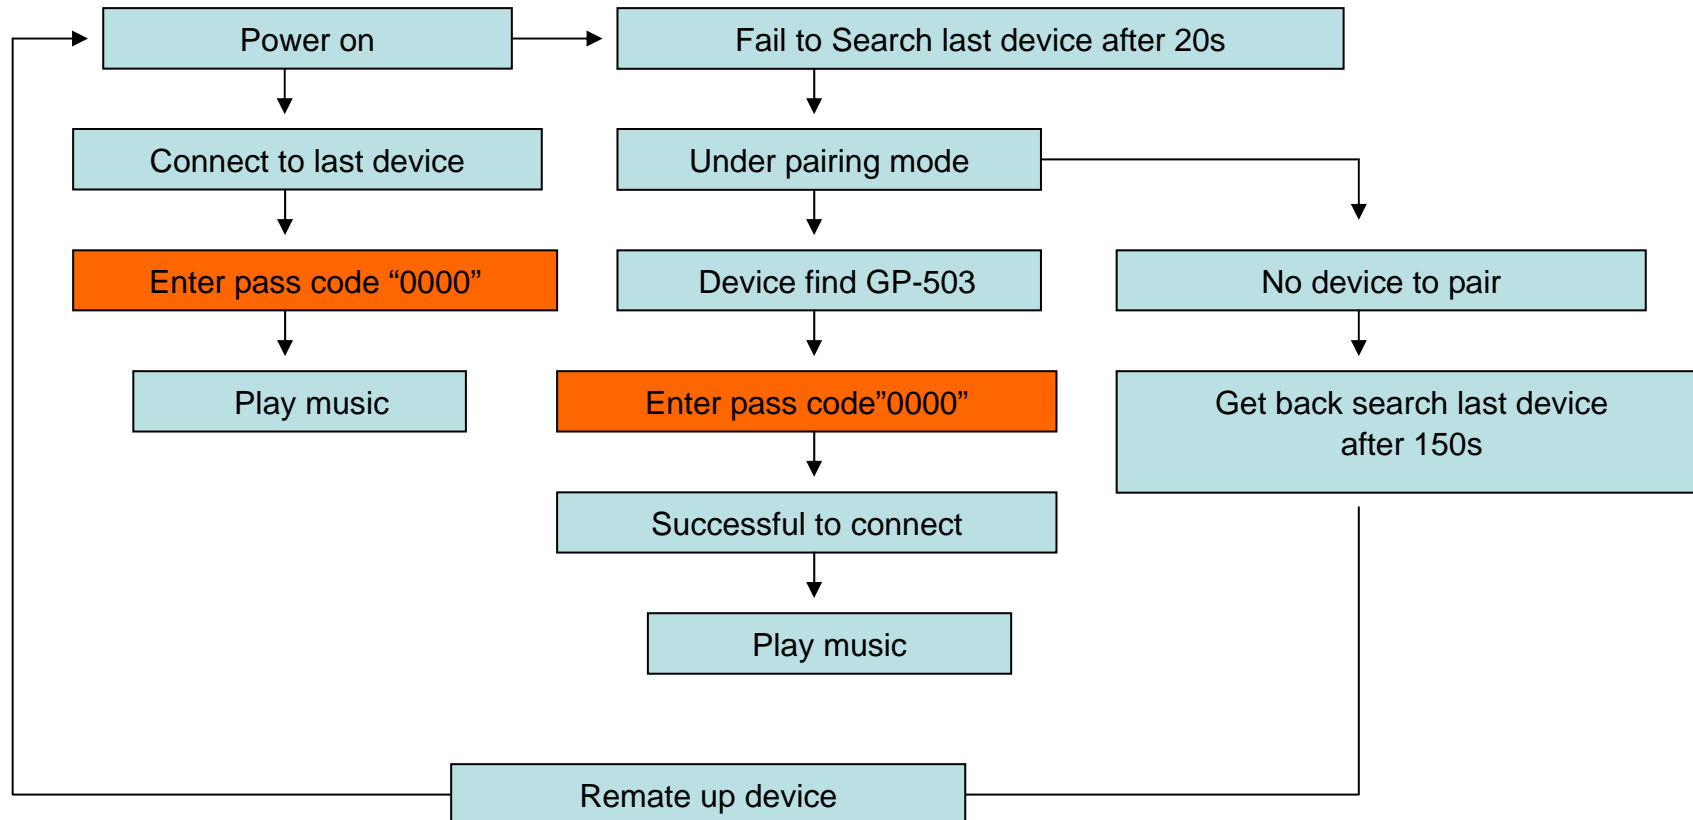 Power on
Fail to Search last device after 20s
Connect to last device
Under pairing mode
Enter pass code “0000”
Device find GP-503
No device to pair
Play music
Enter pass code”0000”
Get back search last device
after 150s
Successful to connect
Play music
Remate up device